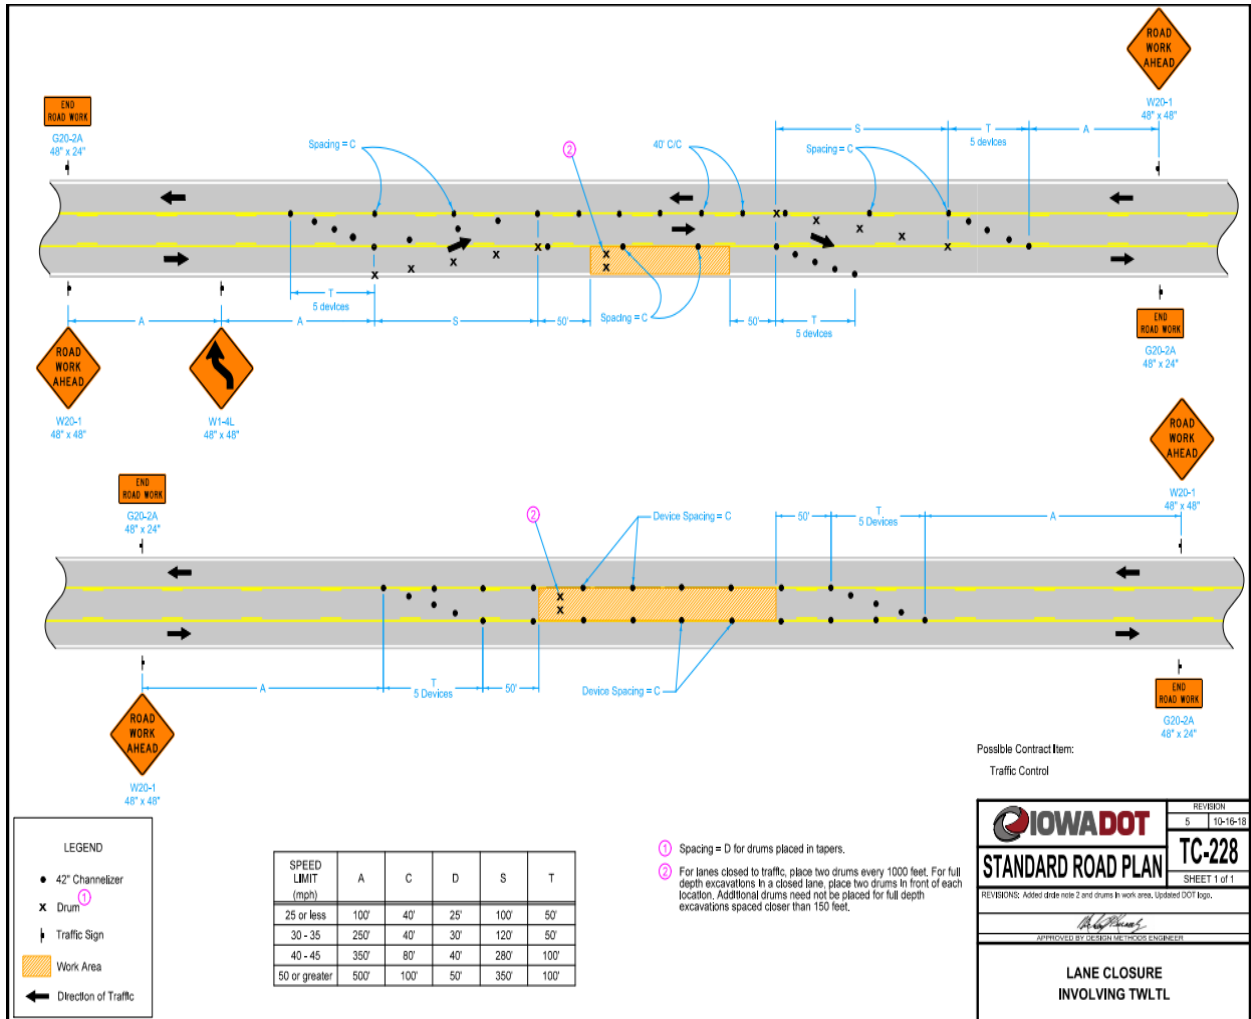 ROAD
WORK
AHEAD
W20-1
48" x 48"
END
ROAD WORK
G20-2A
48" x 24"
Spacing = C
2
40' C/C
Spacing = C
S
T
5 devices
A
T
5 devices
A
A
S
50'
Spacing = C
50'
T
5 devices
ROAD
WORK
AHEAD
W20-1
48" x 48"
W1-4L
48" x 48"
END
ROAD WORK
G20-2A
48" x 24"
ROAD
WORK
AHEAD
W20-1
48" x 48"
END
ROAD WORK
G20-2A
48" x 24"
2
Device Spacing = C
50'
T
5 Devices
A
A
T
5 Devices
50'
Device Spacing = C
ROAD
WORK
AHEAD
W20-1
48" x 48"
END
ROAD WORK
G20-2A
48" x 24"
Possible Contract Item:
Traffic Control
LEGEND
42" Channelizer
Drum 1
Traffic Sign
Work Area
Direction of Traffic
SPEED LIMIT (mph) A C D S T
25 or less 100' 40' 25' 100' 50'
30 - 35 250' 40' 30' 120' 50'
40 - 45 350' 80' 40' 280' 100'
50 or greater 500' 100' 50' 350' 100'
1 Spacing = D for drums placed in tapers.
2 For lanes closed to traffic, place two drums every 1000 feet. For full
depth excavations in a closed lane, place two drums in front of each
location. Additional drums need not be placed for full depth
excavations spaced closer than 150 feet.
IOWADOT
REVISION
5 10-16-18
STANDARD ROAD PLAN
TC-228
SHEET 1 of 1
REVISIONS: Added circle note 2 and drums in work area. Updated DOT logo.
APPROVED BY DESIGN METHODS ENGINEER
LANE CLOSURE
INVOLVING TWLTL